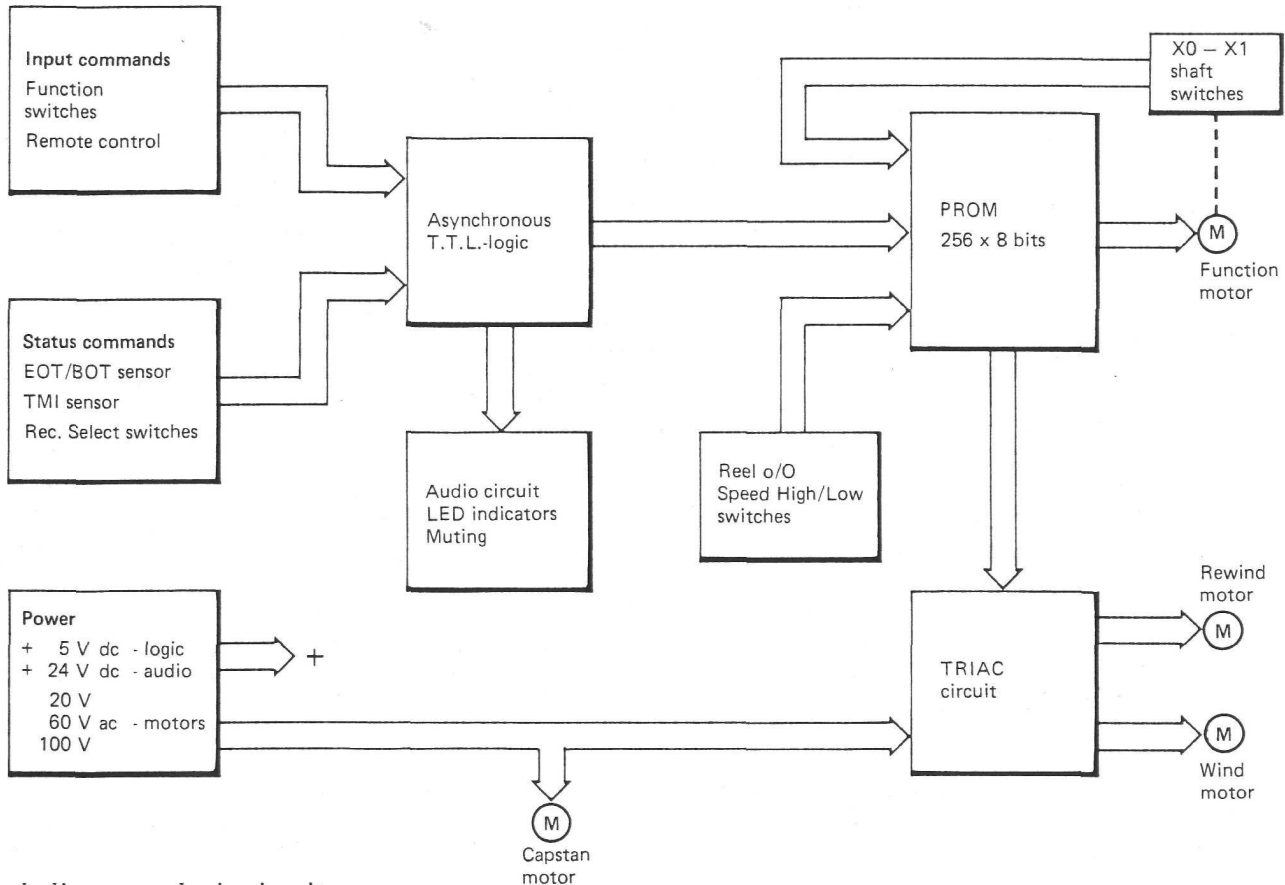 Input commands
Function
switches
Remote control
X0 – X1
shaft
switches
Asynchronous
T.T.L.-logic
PROM
256 x 8 bits
M
Function
motor
Status commands
EOT/BOT sensor
TMI sensor
Rec. Select switches
Audio circuit
LED indicators
Muting
Reel o/O
Speed High/Low
switches
Power
+ 5 V dc - logic
+ 24 V dc - audio
20 V
60 V ac - motors
100 V
+
TRIAC
circuit
Rewind
motor
M
M
Wind
motor
M
Capstan
motor